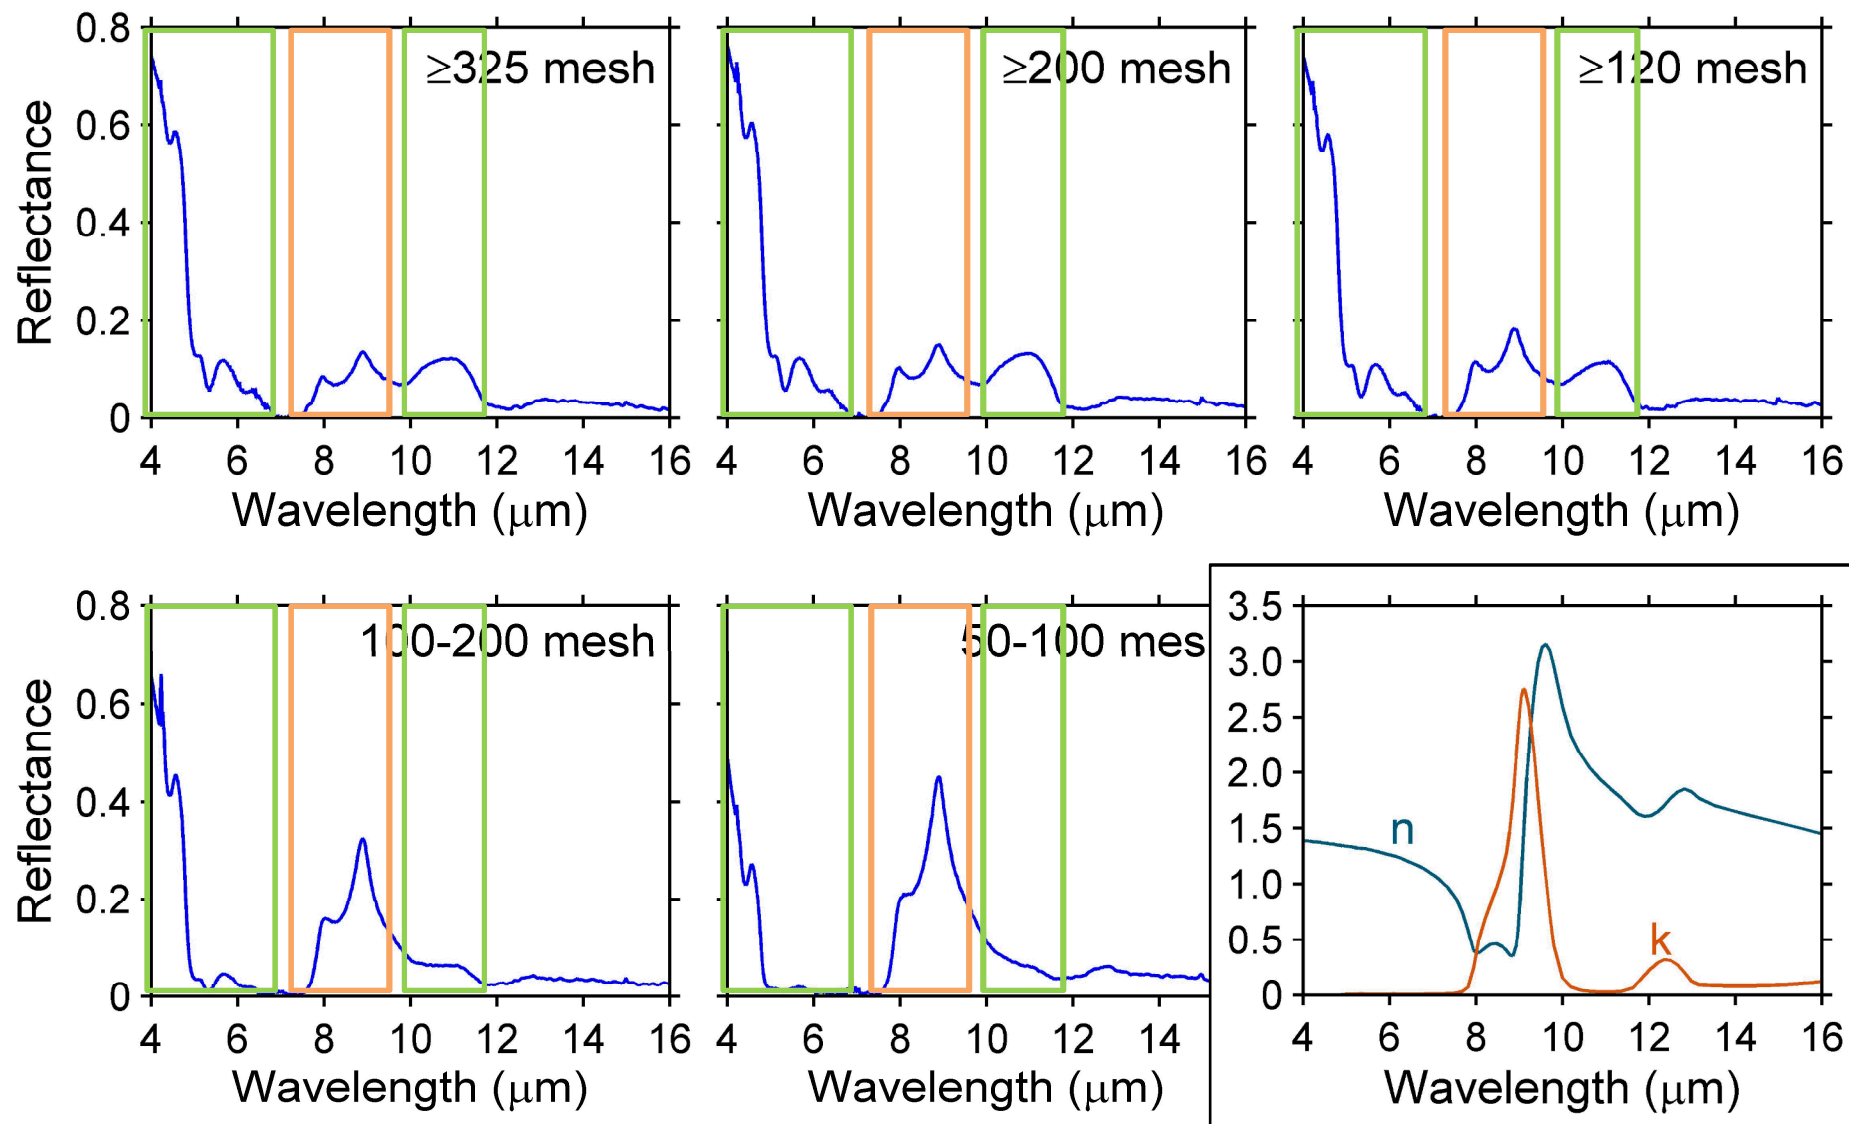 0.8
0.6
0.4
0.2
0
Reflectance
≥325 mesh
4 6 8 10 12 14 16
Wavelength (μm)
≥200 mesh
4 6 8 10 12 14 16
Wavelength (μm)
≥120 mesh
4 6 8 10 12 14 16
Wavelength (μm)
0.8
0.6
0.4
0.2
0
Reflectance
100-200 mesh
4 6 8 10 12 14 16
Wavelength (μm)
50-100 mes
4 6 8 10 12 14
Wavelength (μm)
3.5
3.0
2.5
2.0
1.5
1.0
0.5
0
n
k
4 6 8 10 12 14 16
Wavelength (μm)